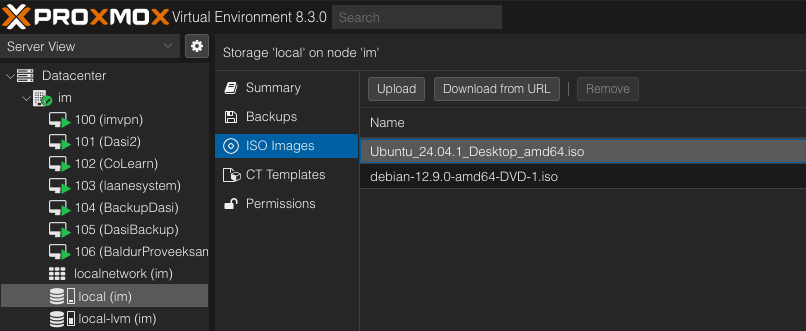 PROXMOX Virtual Environment 8.3.0 Search
Server View
Storage 'local' on node 'im'
Datacenter
im
100 (imvpn)
101 (Dasi2)
102 (CoLearn)
103 (laanesystem)
104 (BackupDasi)
105 (DasiBackup)
106 (BaldurProveeksam
localnetwork (im)
local (im)
local-lvm (im)
Summary
Backups
ISO Images
CT Templates
Permissions
Upload Download from URL Remove
Name
Ubuntu_24.04.1_Desktop_amd64.iso
debian-12.9.0-amd64-DVD-1.iso